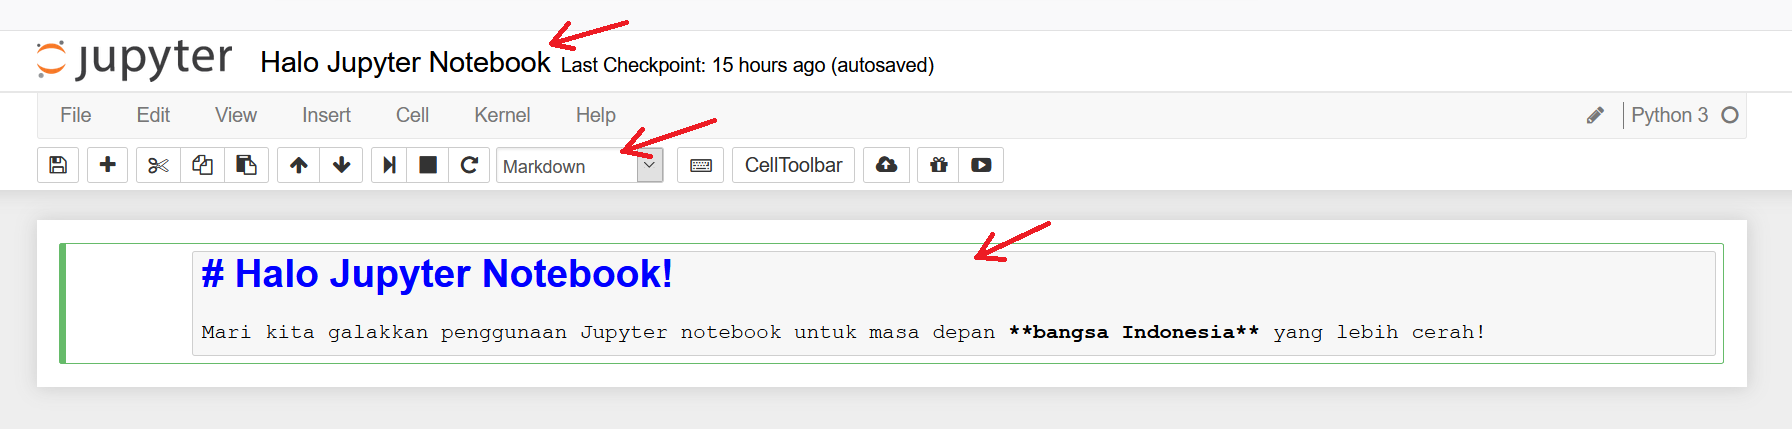 jupyter Halo Jupyter Notebook Last Checkpoint: 15 hours ago (autosaved)
File Edit View Insert Cell Kernel Help Python 3
Markdown CellToolbar
# Halo Jupyter Notebook!
Mari kita galakkan penggunaan Jupyter notebook untuk masa depan **bangsa Indonesia** yang lebih cerah!